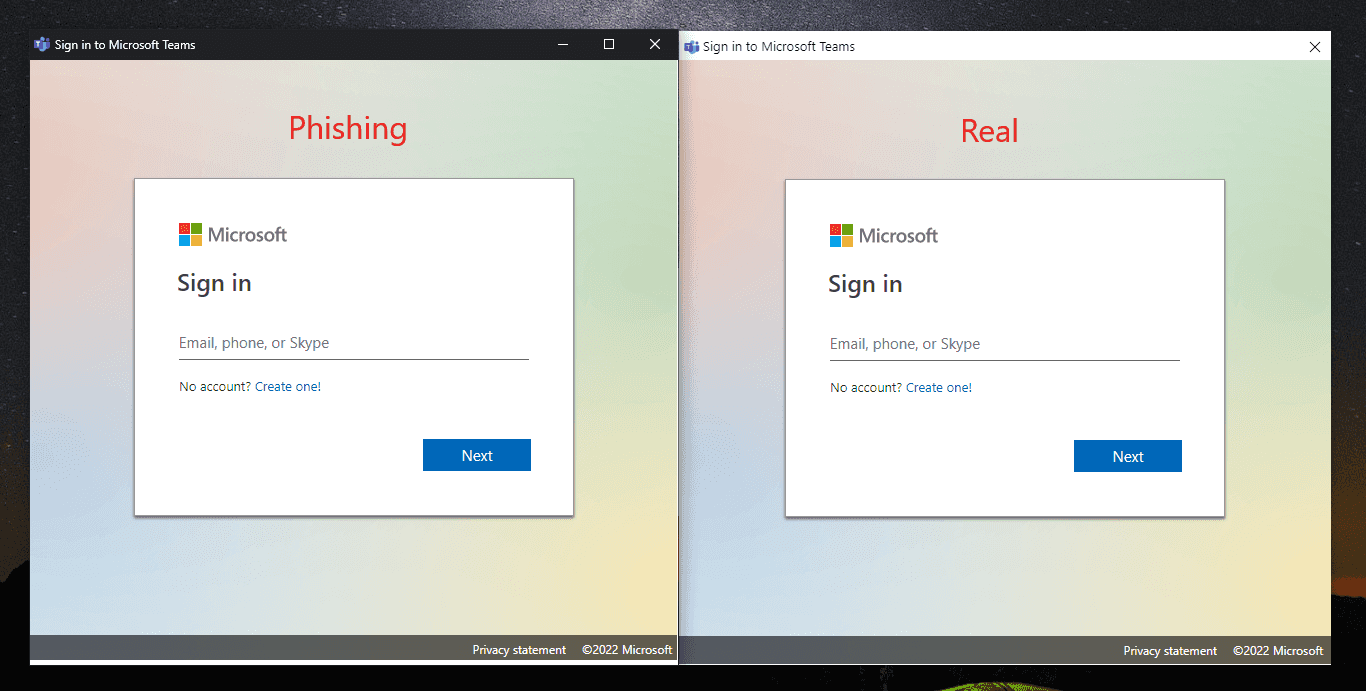 Sign in to Microsoft Teams
Phishing
Microsoft
Sign in
Email, phone, or Skype
No account? Create one!
Next
Privacy statement ©2022 Microsoft
Sign in to Microsoft Teams
Real
Microsoft
Sign in
Email, phone, or Skype
No account? Create one!
Next
Privacy statement ©2022 Microsoft